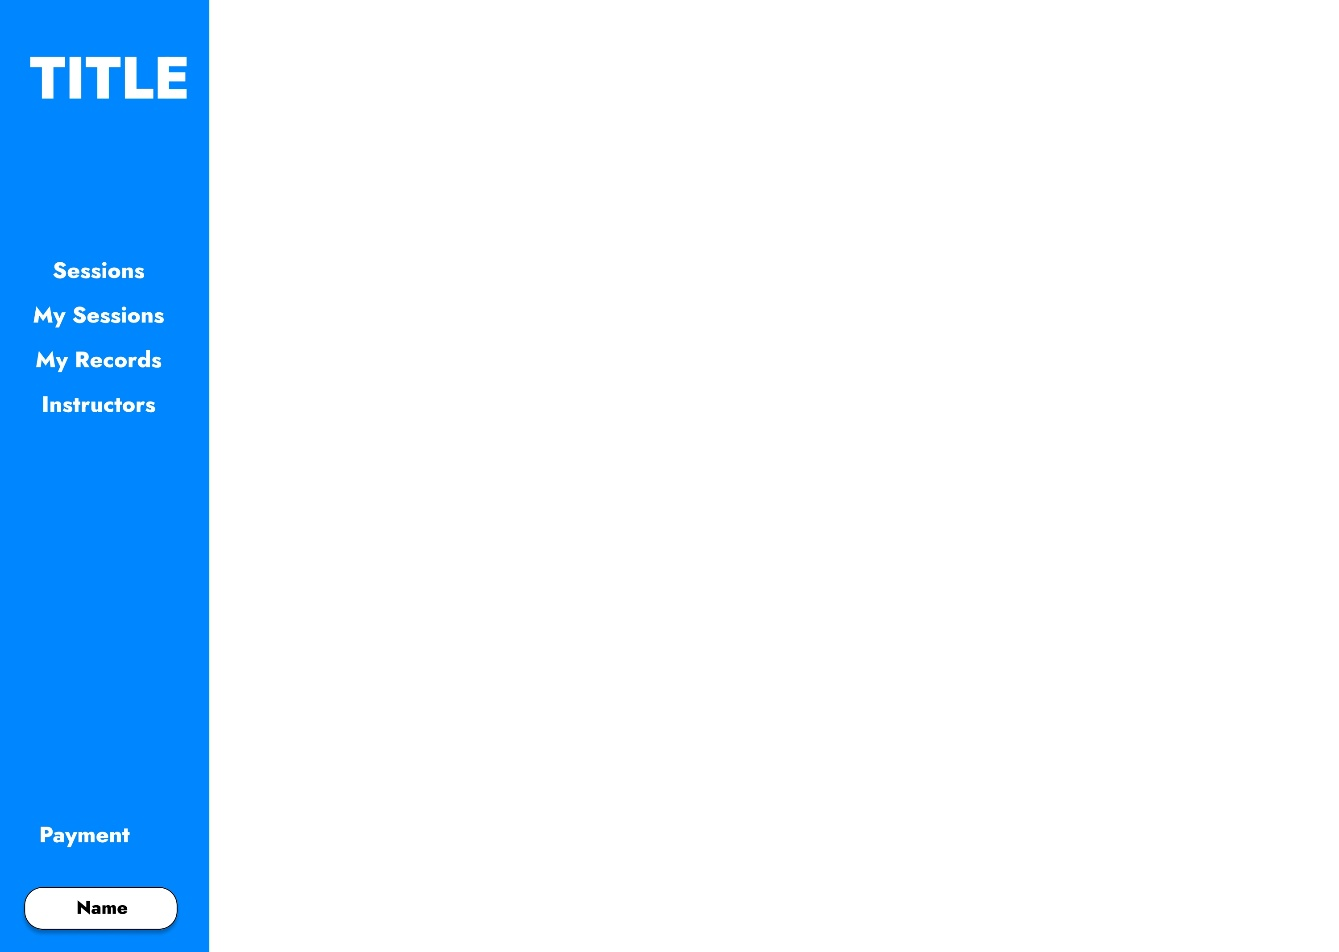 TITLE
Sessions
My Sessions
My Records
Instructors
Payment
Name